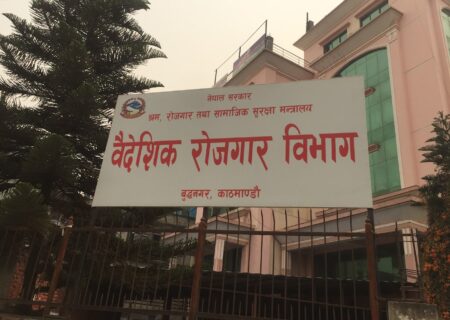 नेपाल सरकार
श्रम, रोजगार तथा सामाजिक सुरक्षा मन्त्रालय
वैदेशिक रोजगार विभाग
बुद्धनगर, काठमाण्डौ